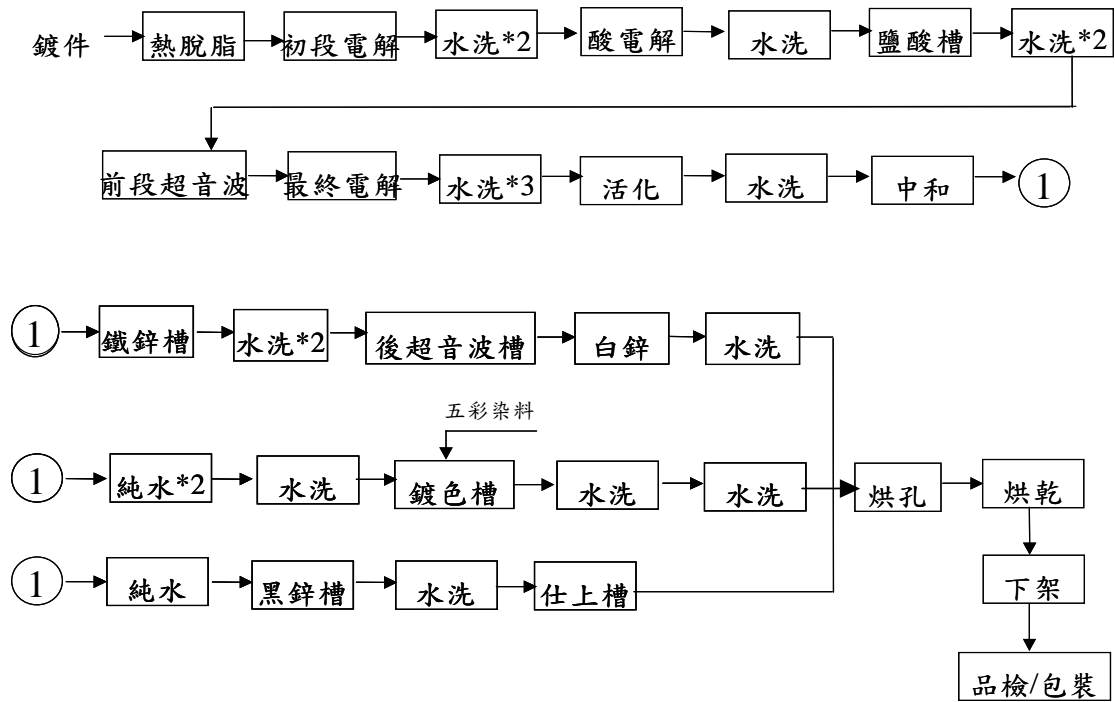 鍍件 熱脫脂 初段電解 水洗*2 酸電解 水洗 鹽酸槽 水洗*2
前段超音波 最終電解 水洗*3 活化 水洗 中和 1
1 鐵鋅槽 水洗*2 後超音波槽 白鋅 水洗
五彩染料
1 純水*2 水洗 鍍色槽 水洗 水洗 烘孔 烘乾
1 純水 黑鋅槽 水洗 仕上槽 下架
品檢/包裝